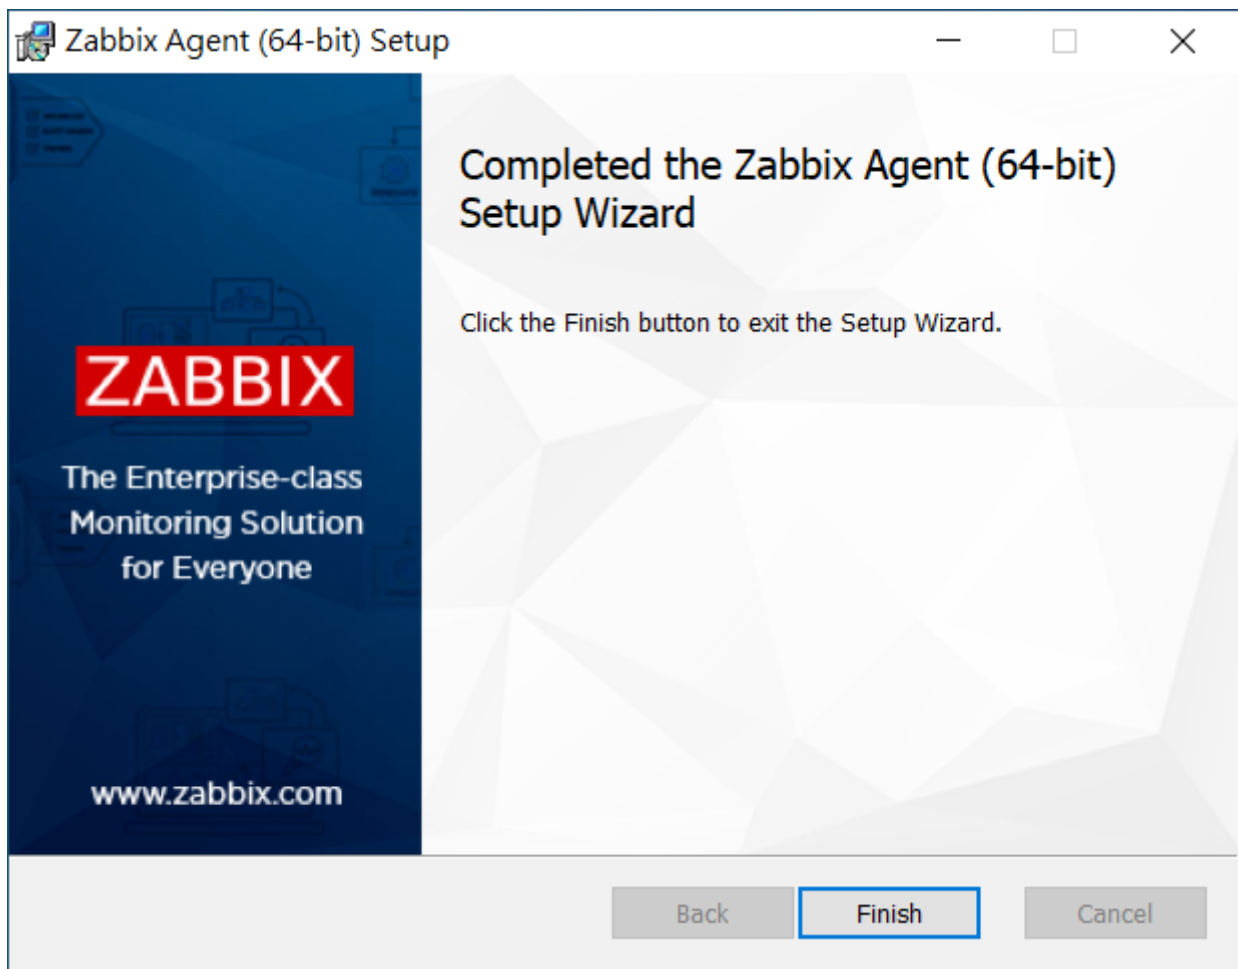 Zabbix Agent (64-bit) Setup
Completed the Zabbix Agent (64-bit)
Setup Wizard
Click the Finish button to exit the Setup Wizard.
ZABBIX
The Enterprise-class
Monitoring Solution
for Everyone
www.zabbix.com
Back
Finish
Cancel